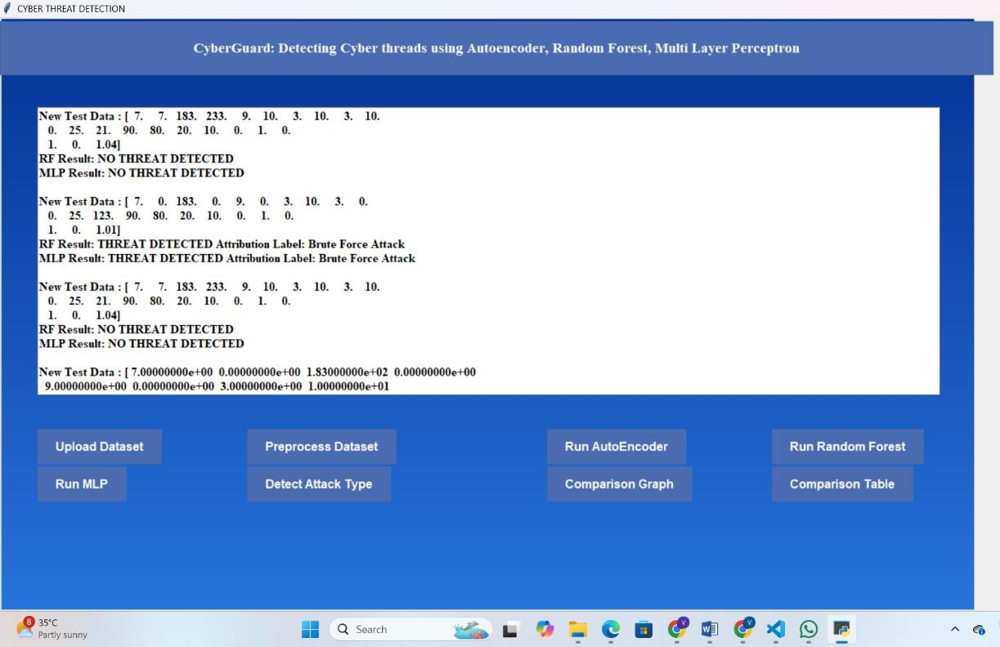 CYBER THREAT DETECTION
CyberGuard: Detecting Cyber threads using Autoencoder, Random Forest, Multi Layer Perceptron
New Test Data : [ 7. 7. 183. 233. 9. 10. 3. 10. 3. 10.
0. 25. 21. 90. 80. 20. 10. 0. 1. 0.
1. 0. 1.04]
RF Result: NO THREAT DETECTED
MLP Result: NO THREAT DETECTED
New Test Data : [ 7. 0. 183. 0. 9. 0. 3. 10. 3. 0.
0. 25. 123. 90. 80. 20. 10. 0. 1. 0.
1. 0. 1.01]
RF Result: THREAT DETECTED Attribution Label: Brute Force Attack
MLP Result: THREAT DETECTED Attribution Label: Brute Force Attack
New Test Data : [ 7. 7. 183. 233. 9. 10. 3. 10. 3. 10.
0. 25. 21. 90. 80. 20. 10. 0. 1. 0.
1. 0. 1.04]
RF Result: NO THREAT DETECTED
MLP Result: NO THREAT DETECTED
New Test Data : [ 7.00000000e+00 0.00000000e+00 1.83000000e+02 0.00000000e+00
9.00000000e+00 0.00000000e+00 3.00000000e+00 1.00000000e+01
Upload Dataset Preprocess Dataset Run AutoEncoder Run Random Forest
Run MLP Detect Attack Type Comparison Graph Comparison Table
8 35°C
Partly sunny
Search
V
V